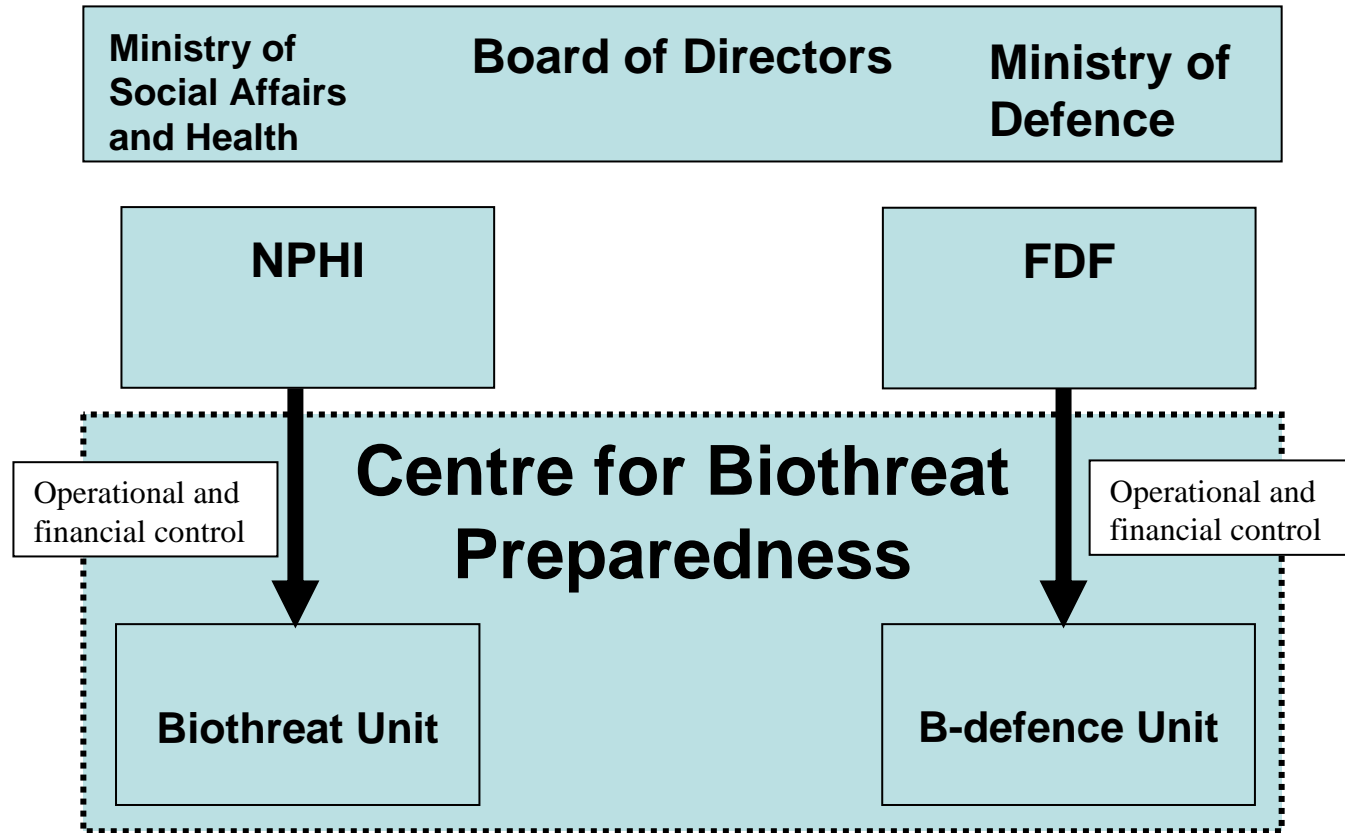 Ministry of
Social Affairs
and Health
Board of Directors
Ministry of
Defence
NPHI
FDF
Centre for Biothreat
Preparedness
Operational and
financial control
Operational and
financial control
Biothreat Unit
B-defence Unit